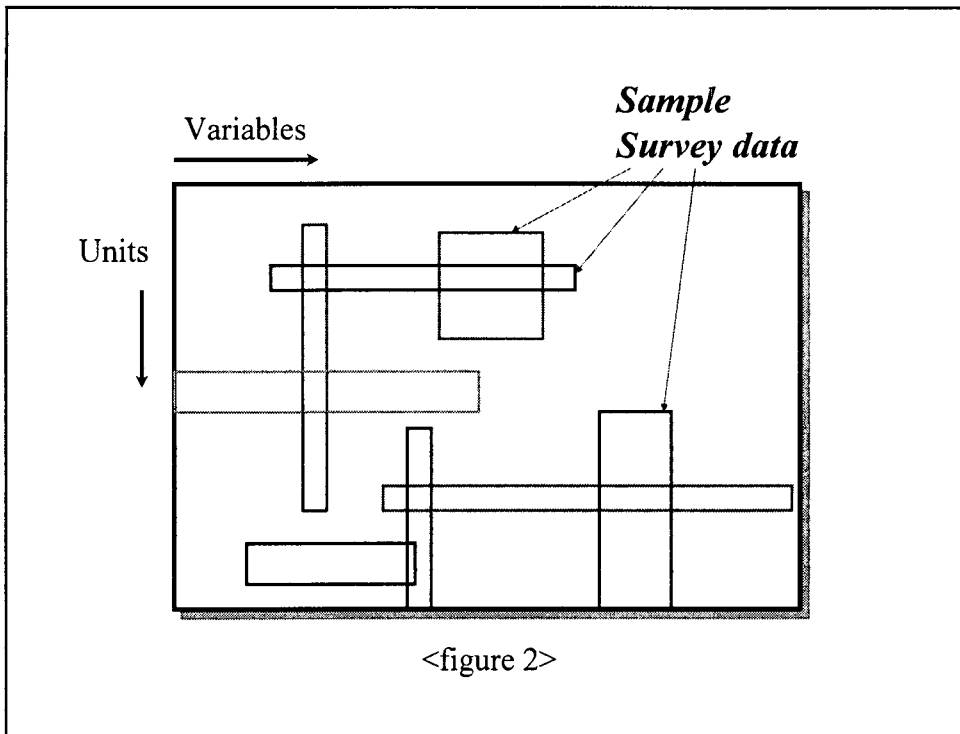 Sample
Survey data
Variables
Units
<figure 2>